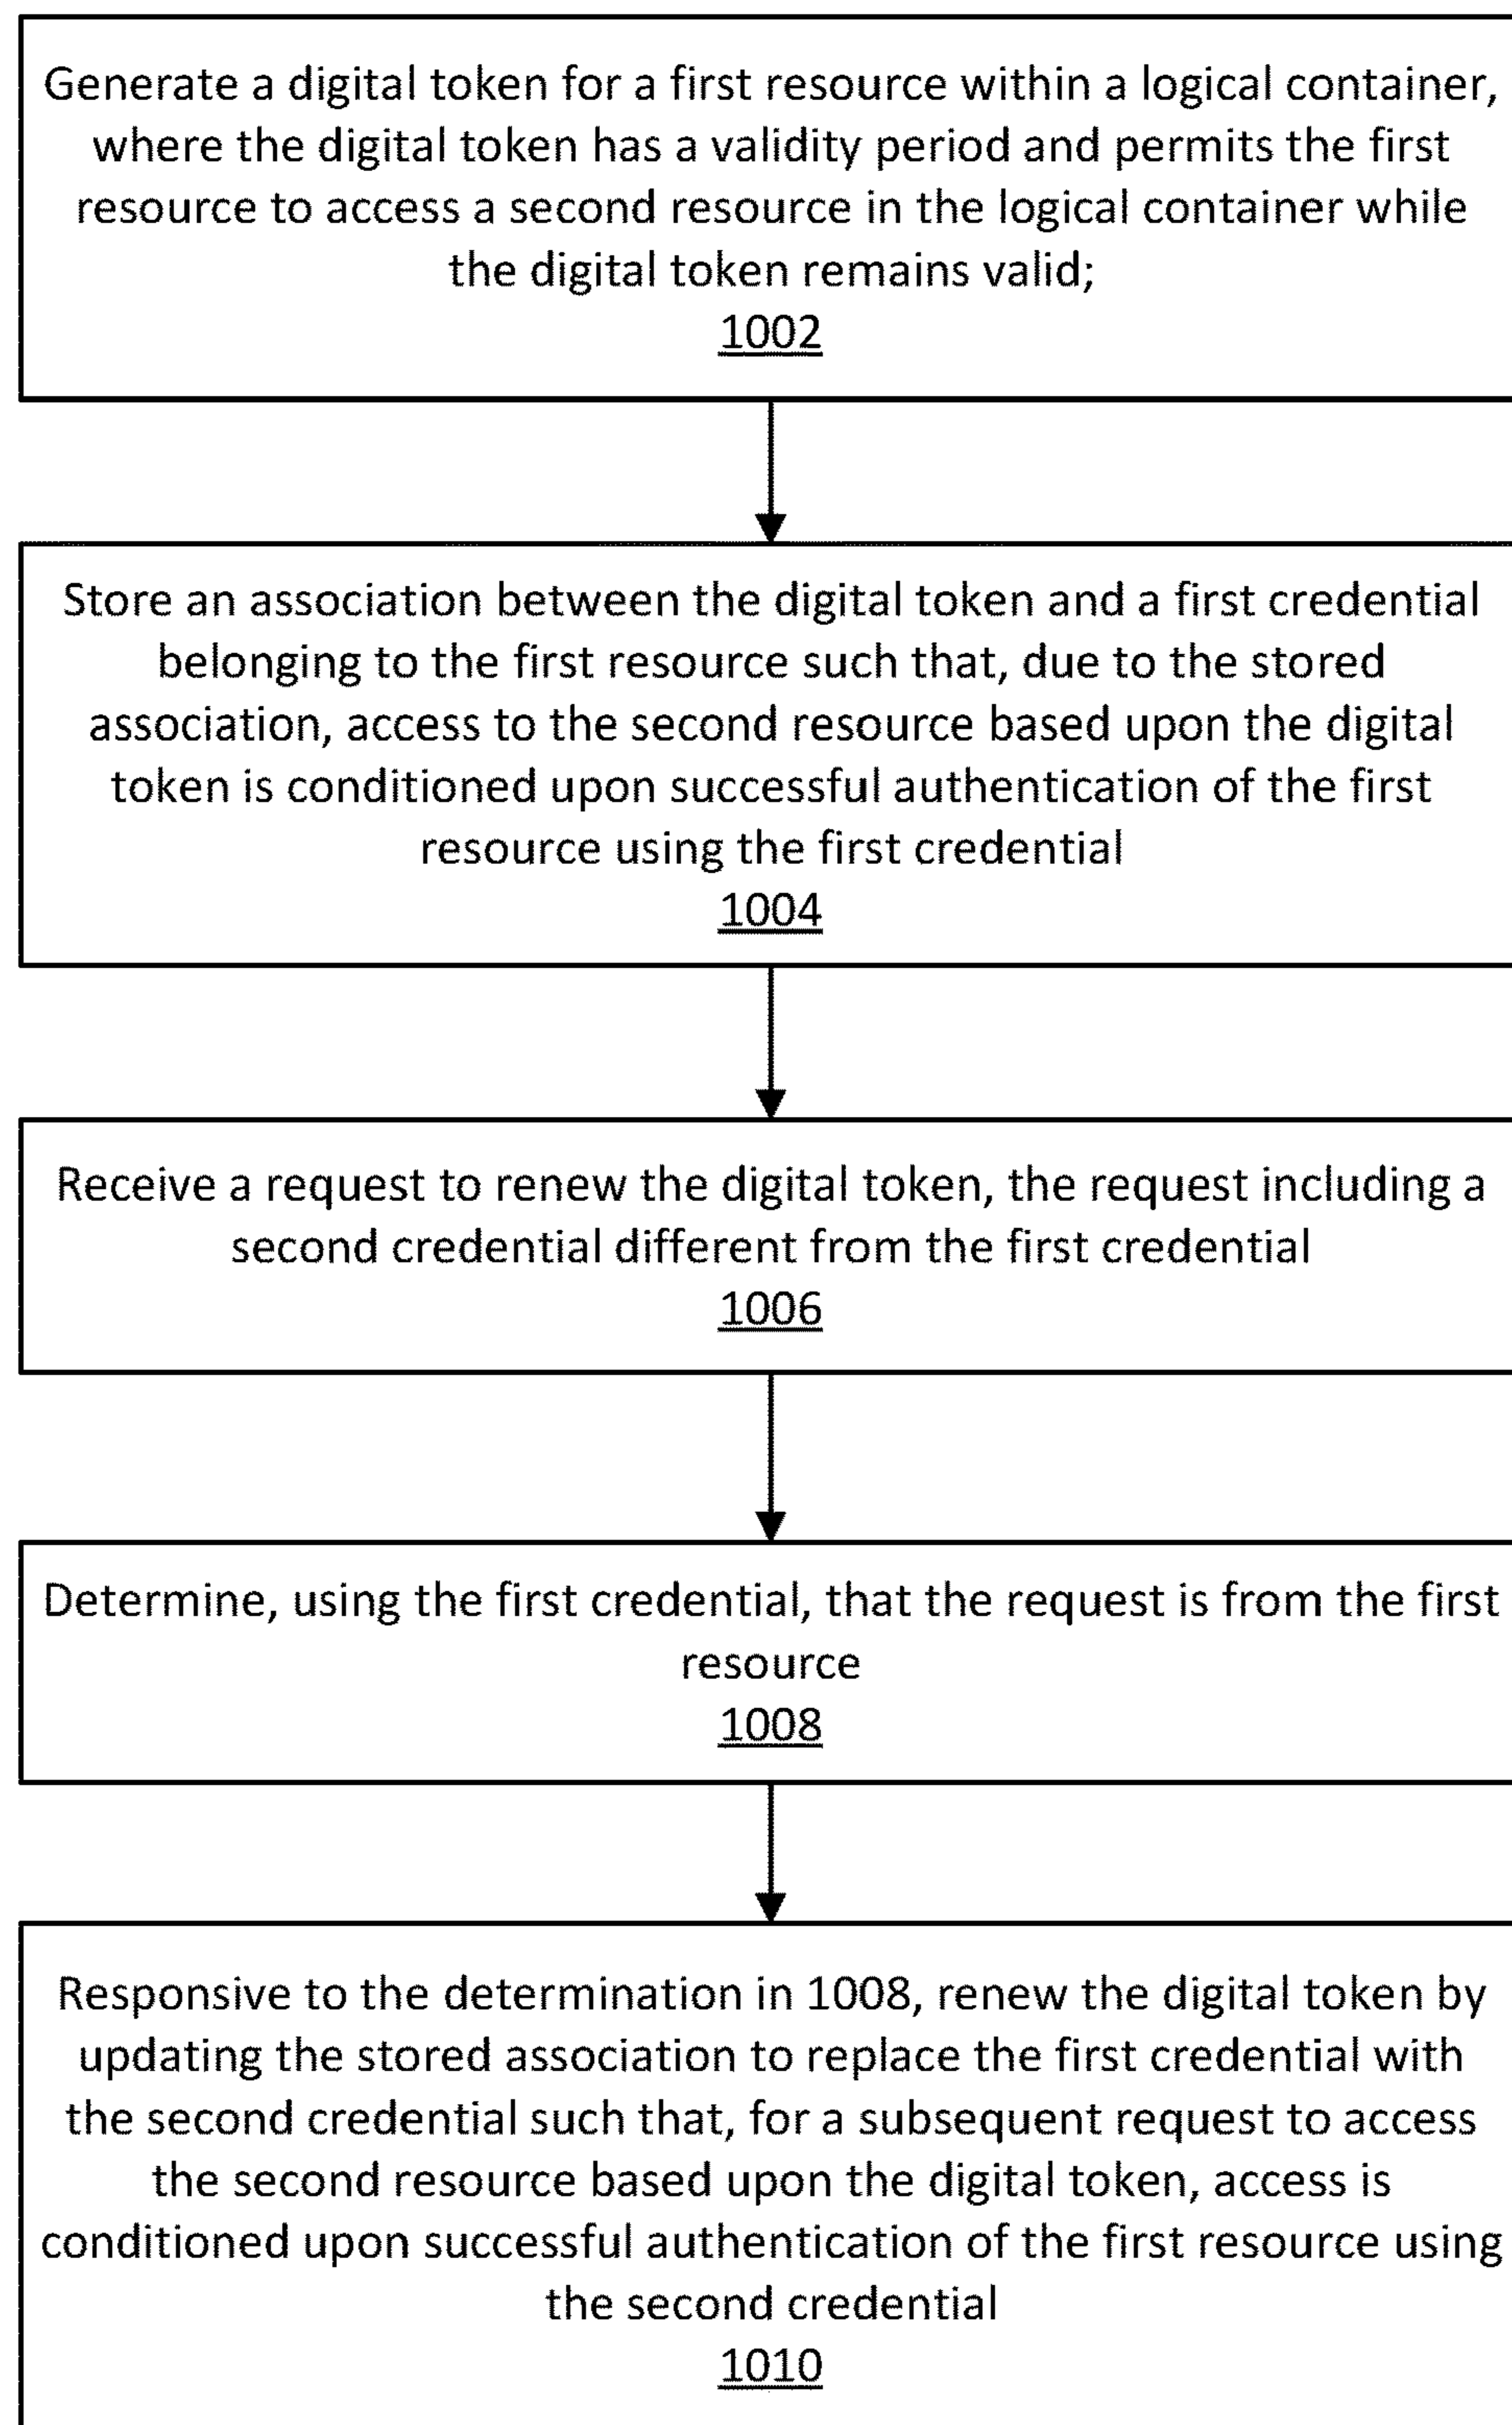 Generate a digital token for a first resource within a logical container,
where the digital token has a validity period and permits the first
resource to access a second resource in the logical container while
the digital token remains valid;
1002
Store an association between the digital token and a first credential
belonging to the first resource such that, due to the stored
association, access to the second resource based upon the digital
token is conditioned upon successful authentication of the first
resource using the first credential
1004
Receive a request to renew the digital token, the request including a
second credential different from the first credential
1006
Determine, using the first credential, that the request is from the first
resource
1008
Responsive to the determination in 1008, renew the digital token by
updating the stored association to replace the first credential with
the second credential such that, for a subsequent request to access
the second resource based upon the digital token, access is
conditioned upon successful authentication of the first resource using
the second credential
1010